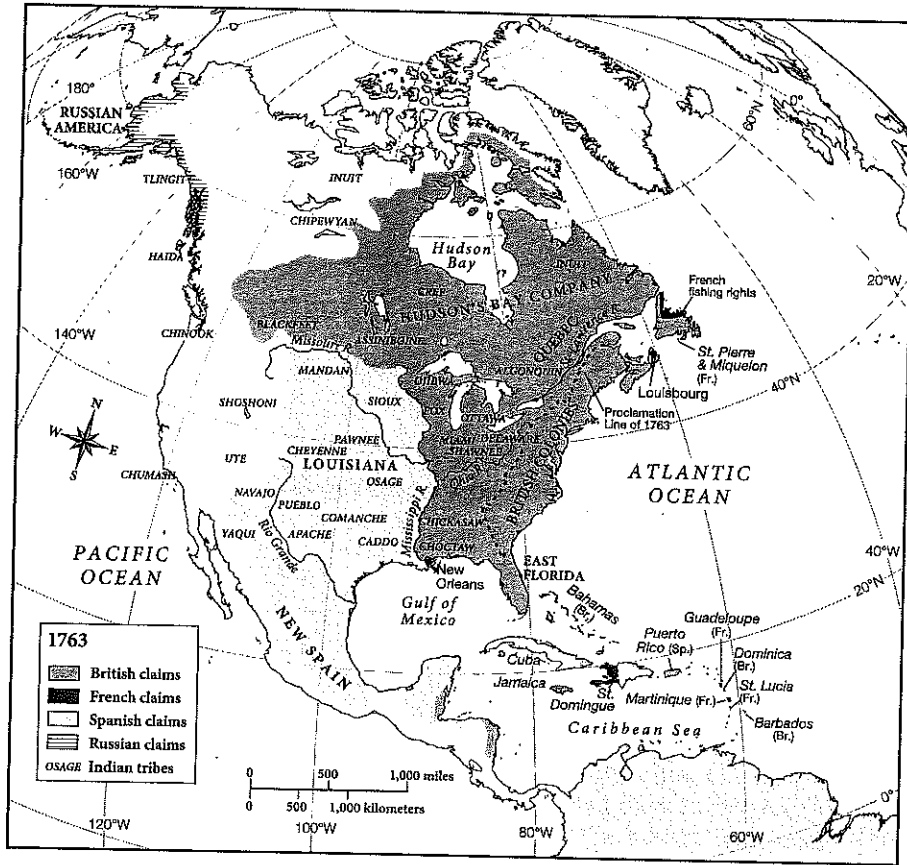 180°
RUSSIAN
AMERICA
160°W
TLINGIT
INUIT
60°N
0°
CHIPEWYAN
HAIDA
Hudson
Bay
INUIT
20°W
140°W
CREE
HUDSON'S BAY COMPANY
French
fishing rights
BLACKFEET
Missouri R.
ASSINIBOINE
CHINOOK
QUEBEC
ALGONQUIN
St. Pierre
& Miquelon
(Fr.)
40°N
Louisbourg
Proclamation
Line of 1763
MANDAN
OJIBWA
SIOUX
FOX
OTTAWA
SHOSHONI
N
W
E
S
PAWNEE
CHEYENNE
MIAMI
DELAWARE
SHAWNEE
UTE
LOUISIANA
OSAGE
BRITISH COLONIES
CHUMASH
ATLANTIC
OCEAN
NAVAJO
PUEBLO
COMANCHE
Mississippi R.
CHICKASAW
YAQUI
Rio Grande
APACHE
CADDO
CHOCTAW
PACIFIC
OCEAN
New
Orleans
EAST
FLORIDA
40°W
20°N
Gulf of
Mexico
Bahamas
(Br.)
NEW SPAIN
Guadeloupe
(Fr.)
Puerto
Rico (Sp.)
Dominica
(Br.)
Cuba
Jamaica
St.
Domingue
Martinique (Fr.)
St. Lucia
(Fr.)
Caribbean Sea
Barbados
(Br.)
1763
British claims
French claims
Spanish claims
Russian claims
OSAGE Indian tribes
0 500 1,000 miles
0 500 1,000 kilometers
0°
120°W
100°W
80°W
60°W